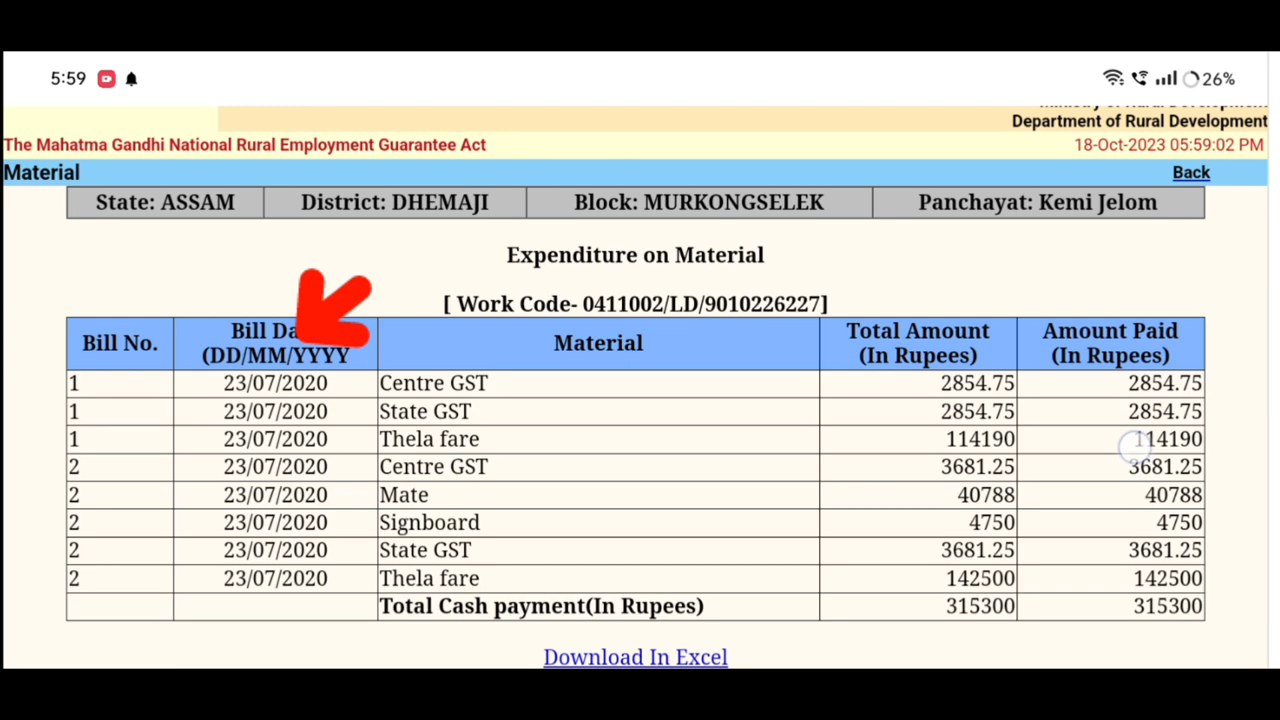 5:59 26%
Department of Rural Development
The Mahatma Gandhi National Rural Employment Guarantee Act 18-Oct-2023 05:59:02 PM
Material Back
State: ASSAM District: DHEMAJI Block: MURKONGSELEK Panchayat: Kemi Jelom
Expenditure on Material
[ Work Code- 0411002/LD/9010226227]
Bill No. Bill Material Total Amount (In Rupees) Amount Paid (In Rupees)
(DD/MM/YYYY
1 23/07/2020 Centre GST 2854.75 2854.75
1 23/07/2020 State GST 2854.75 2854.75
1 23/07/2020 Thela fare 114190 114190
2 23/07/2020 Centre GST 3681.25 3681.25
2 23/07/2020 Mate 40788 40788
2 23/07/2020 Signboard 4750 4750
2 23/07/2020 State GST 3681.25 3681.25
2 23/07/2020 Thela fare 142500 142500
Total Cash payment(In Rupees) 315300 315300
Download In Excel